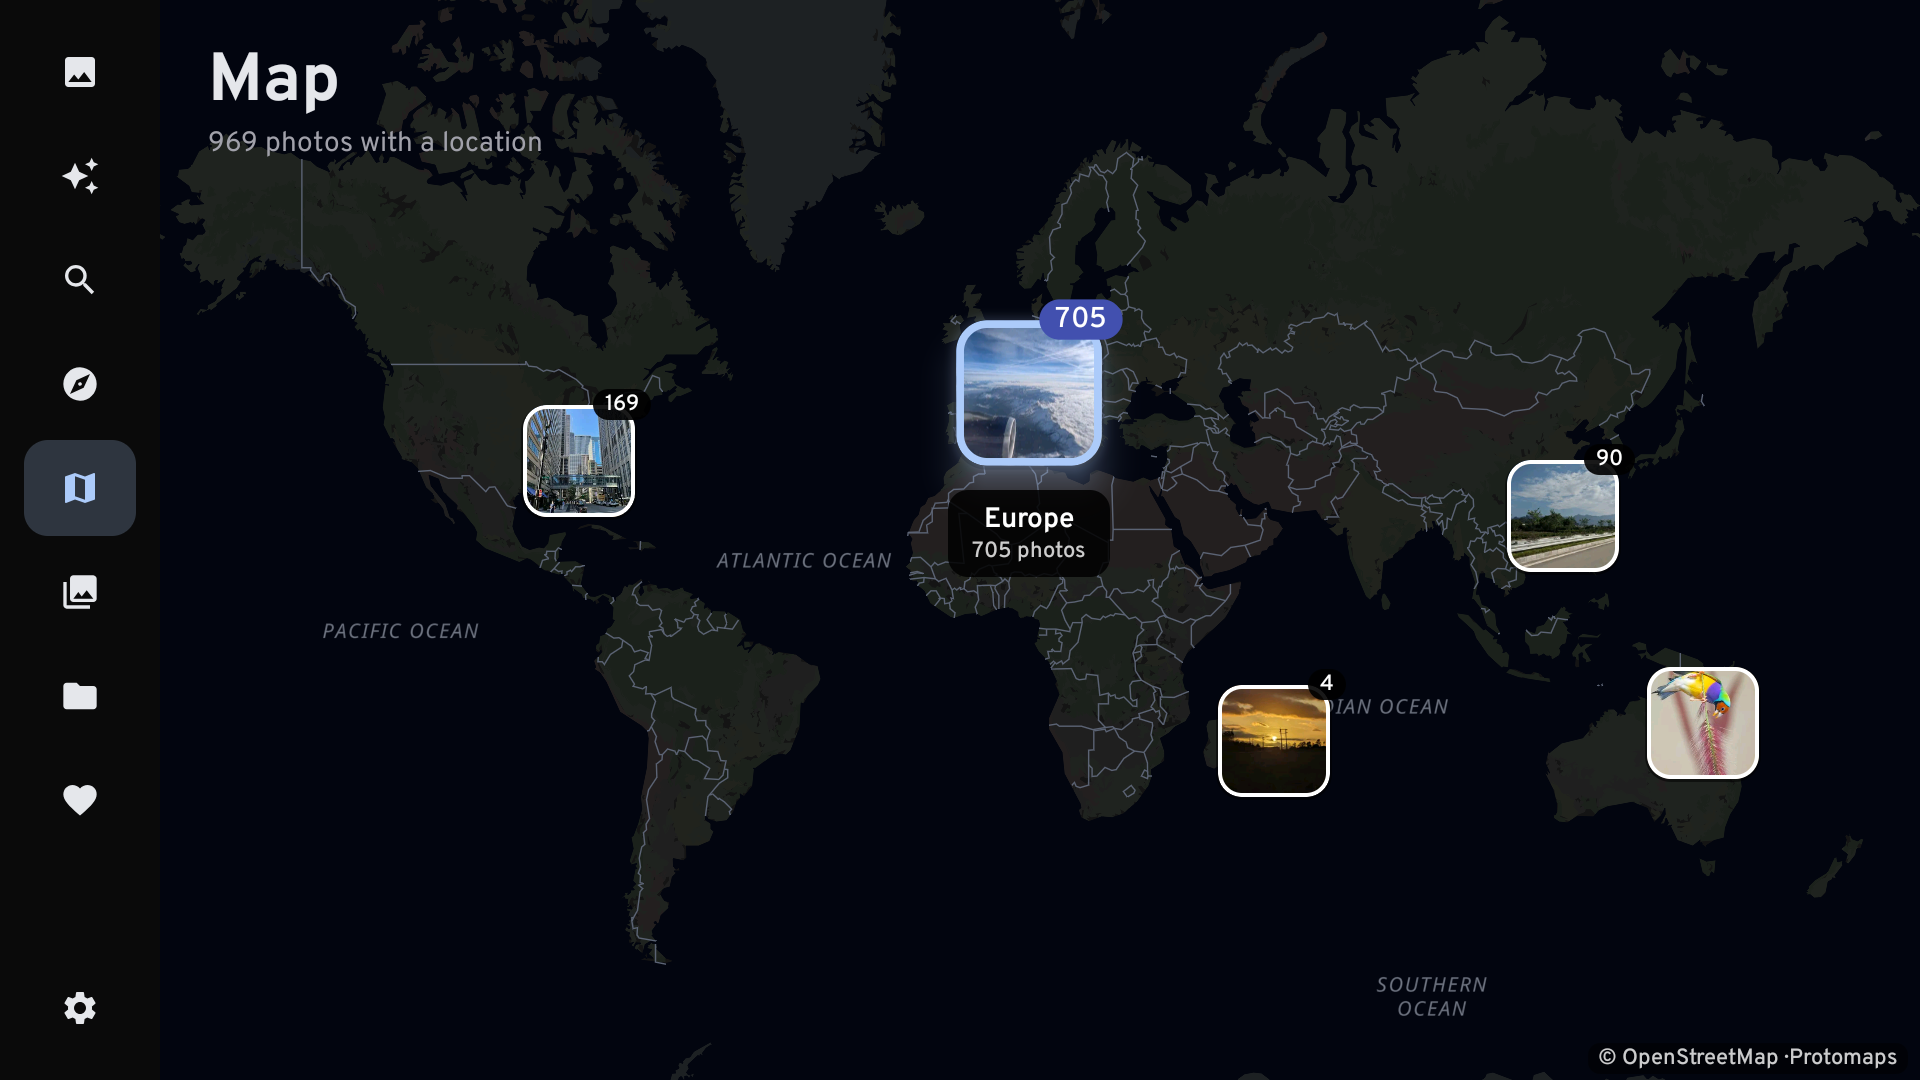 Map
969 photos with a location
705
169
90
Europe
705 photos
ATLANTIC OCEAN
PACIFIC OCEAN
4
DIAN OCEAN
SOUTHERN
OCEAN
© OpenStreetMap · Protomaps